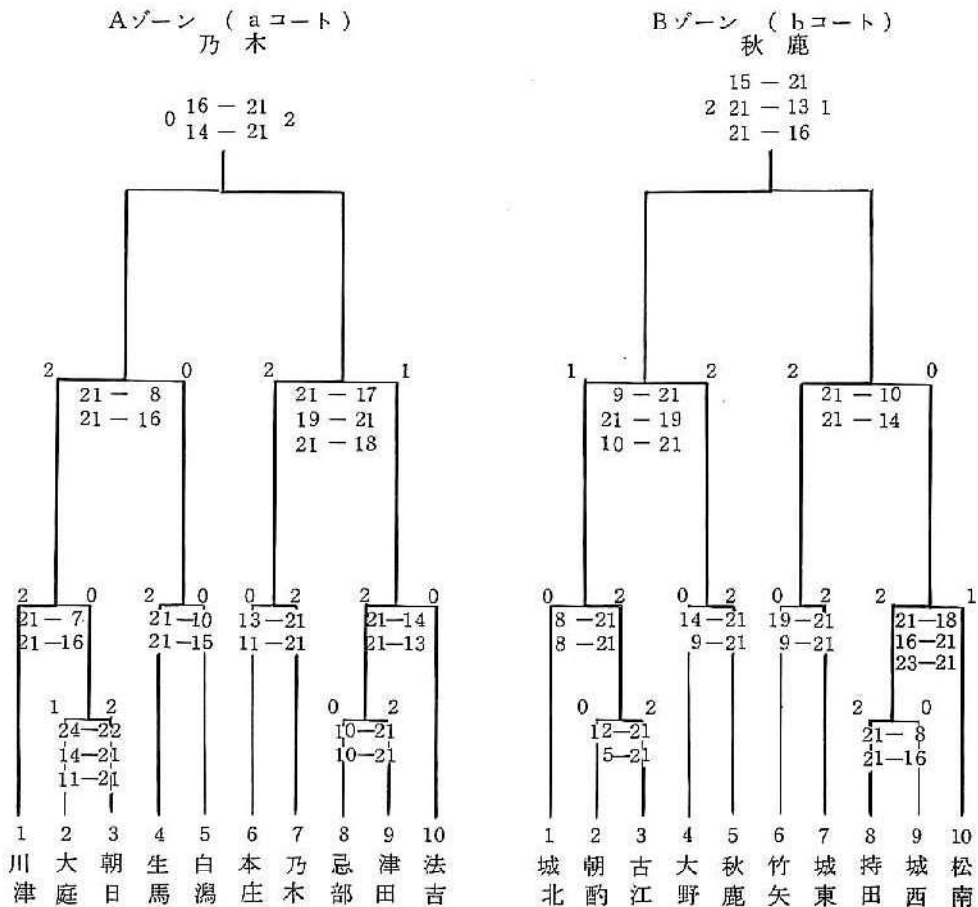 Aゾーン (aコート)
乃木
0 16 － 21 2
14 － 21
2 0
21 － 8
21 － 16
2 1
21 － 17
19 － 21
21 － 18
2 0
21 － 7
21 － 16
2 0
21 － 10
21 － 15
0 2
13 － 21
11 － 21
2 0
21 － 14
21 － 13
1 2
24 － 22
14 － 21
11 － 21
0 2
10 － 21
10 － 21
1 2 3 4 5 6 7 8 9 10
川津 大庭 朝日 生馬 白潟 本庄 乃木 忌部 津田 法吉
Bゾーン (bコート)
秋鹿
15 － 21
2 21 － 13 1
21 － 16
1 2
9 － 21
21 － 19
10 － 21
2 0
21 － 10
21 － 14
0 2
8 － 21
8 － 21
0 2
14 － 21
9 － 21
0 2
19 － 21
9 － 21
2 1
21 － 18
16 － 21
23 － 21
0 2
12 － 21
5 － 21
2 0
21 － 8
21 － 16
1 2 3 4 5 6 7 8 9 10
城北 朝酌 古江 大野 秋鹿 竹矢 城東 持田 城西 松南